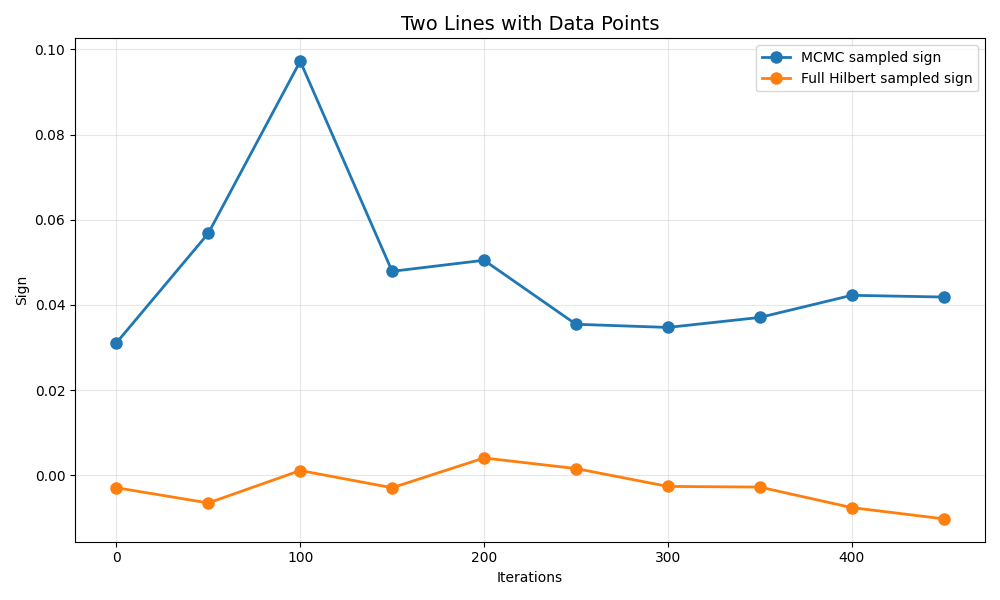 Two Lines with Data Points
MCMC sampled sign
Full Hilbert sampled sign
Sign
0.10
0.08
0.06
0.04
0.02
0.00
0
100
200
300
400
Iterations